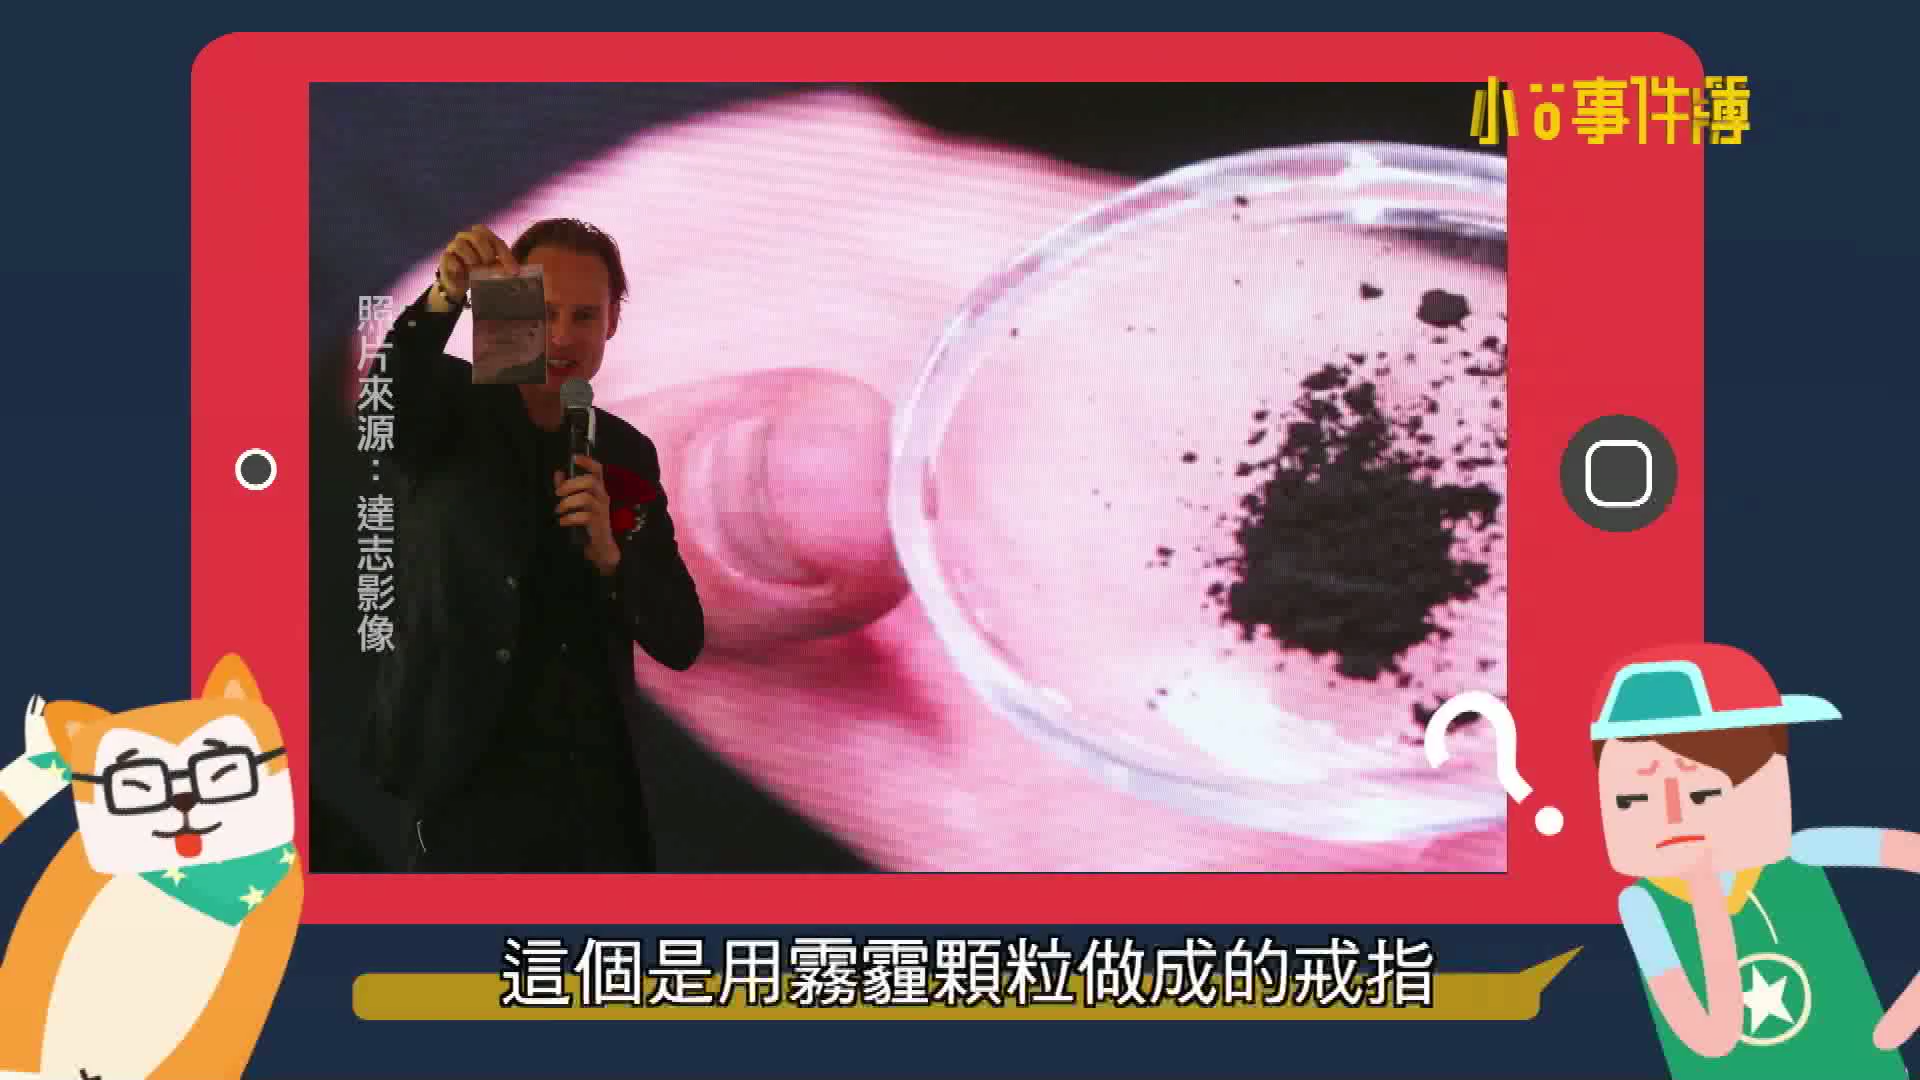 小ö事件簿
照片來源：達志影像
這個是用霧霾顆粒做成的戒指